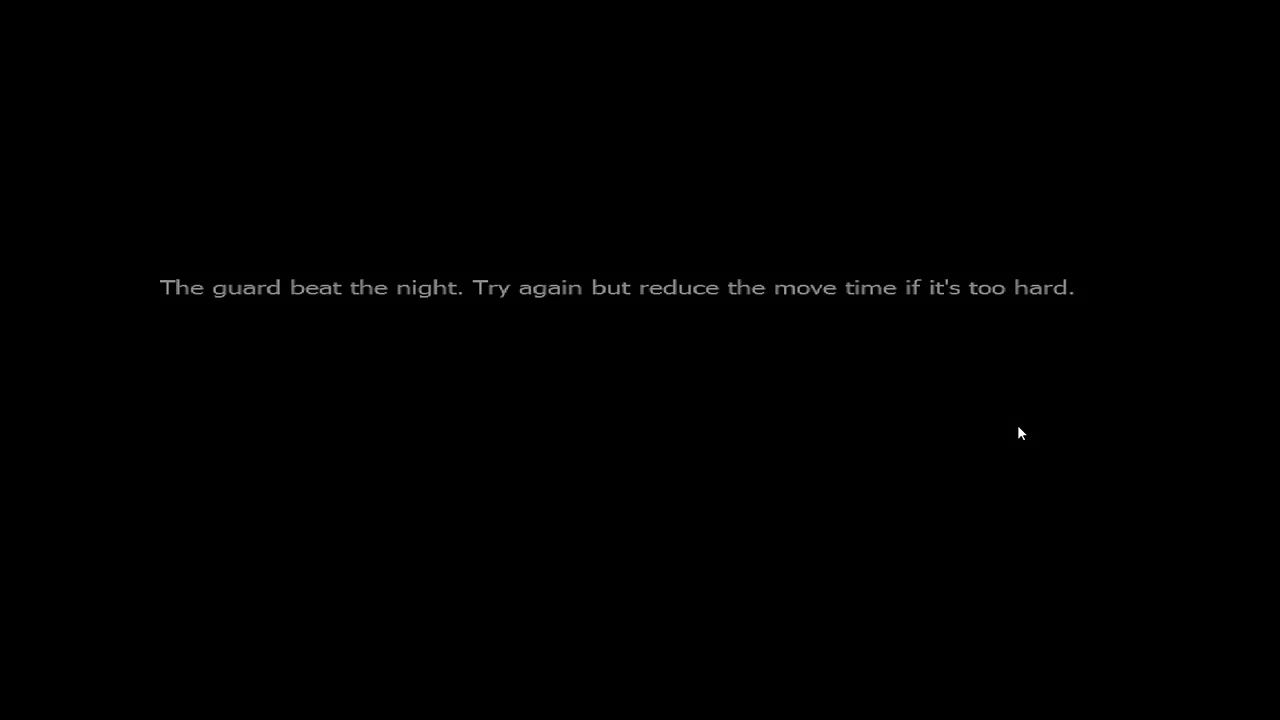 The guard beat the night. Try again but reduce the move time if it's too hard.